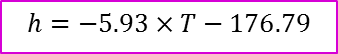 h = −5.93 × T − 176.79